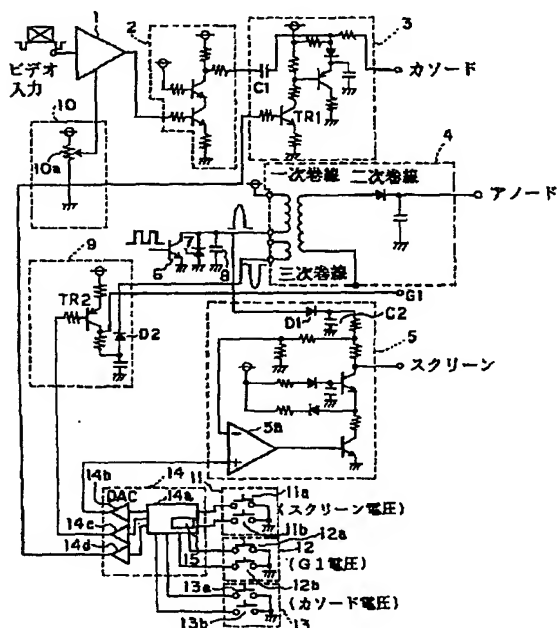 1
2
3
ビデオ
入力
C1
カソード
TR1
10
10a
4
一次巻線 二次巻線
アノード
三次巻線
9
7
6
8
TR2
D2
G1
D1
C2
5
スクリーン
5a
14b
14
11
DAC
14a
11a
(スクリーン電圧)
11b
14c
12a
12
14d
15
(G1電圧)
12b
13a
(カソード電圧)
13b
13